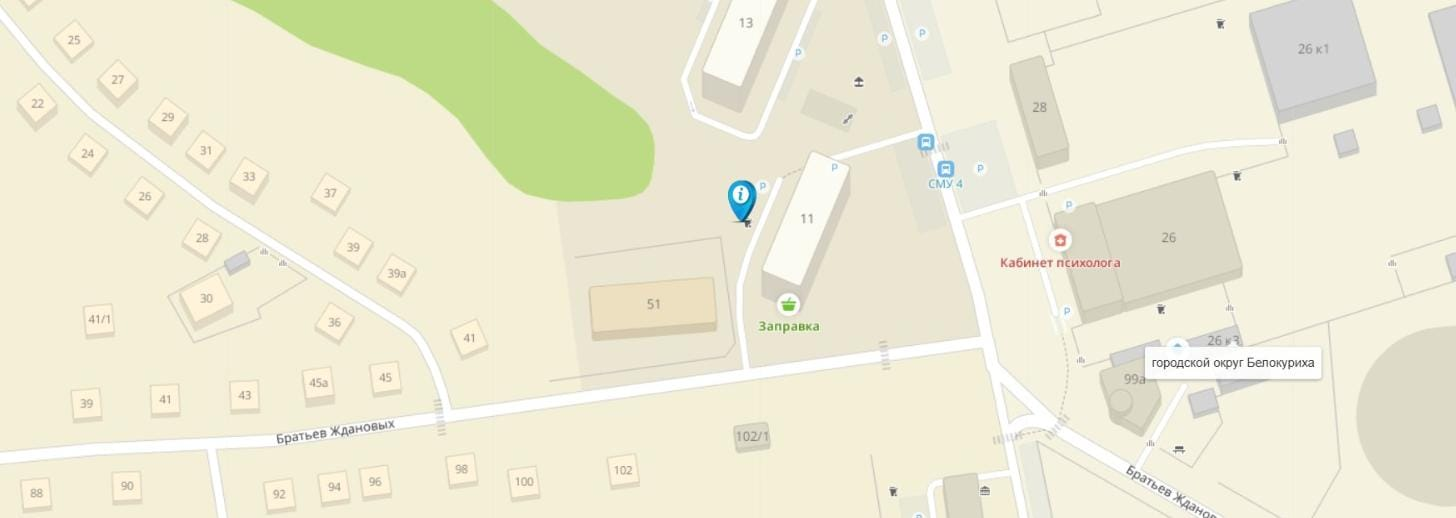 13
25
26 к1
27
22
28
29
31
24
33
37
26
11
СМУ 4
28
39
26
Кабинет психолога
39а
30
51
41/1
36
Заправка
41
26 к3
городской округ Белокуриха
45
45а
99а
43
41
39
Братьев Ждановых
102/1
98
102
100
96
94
92
90
88
Братьев Жданов
P
P
P
P
P
P
P
P
P
i